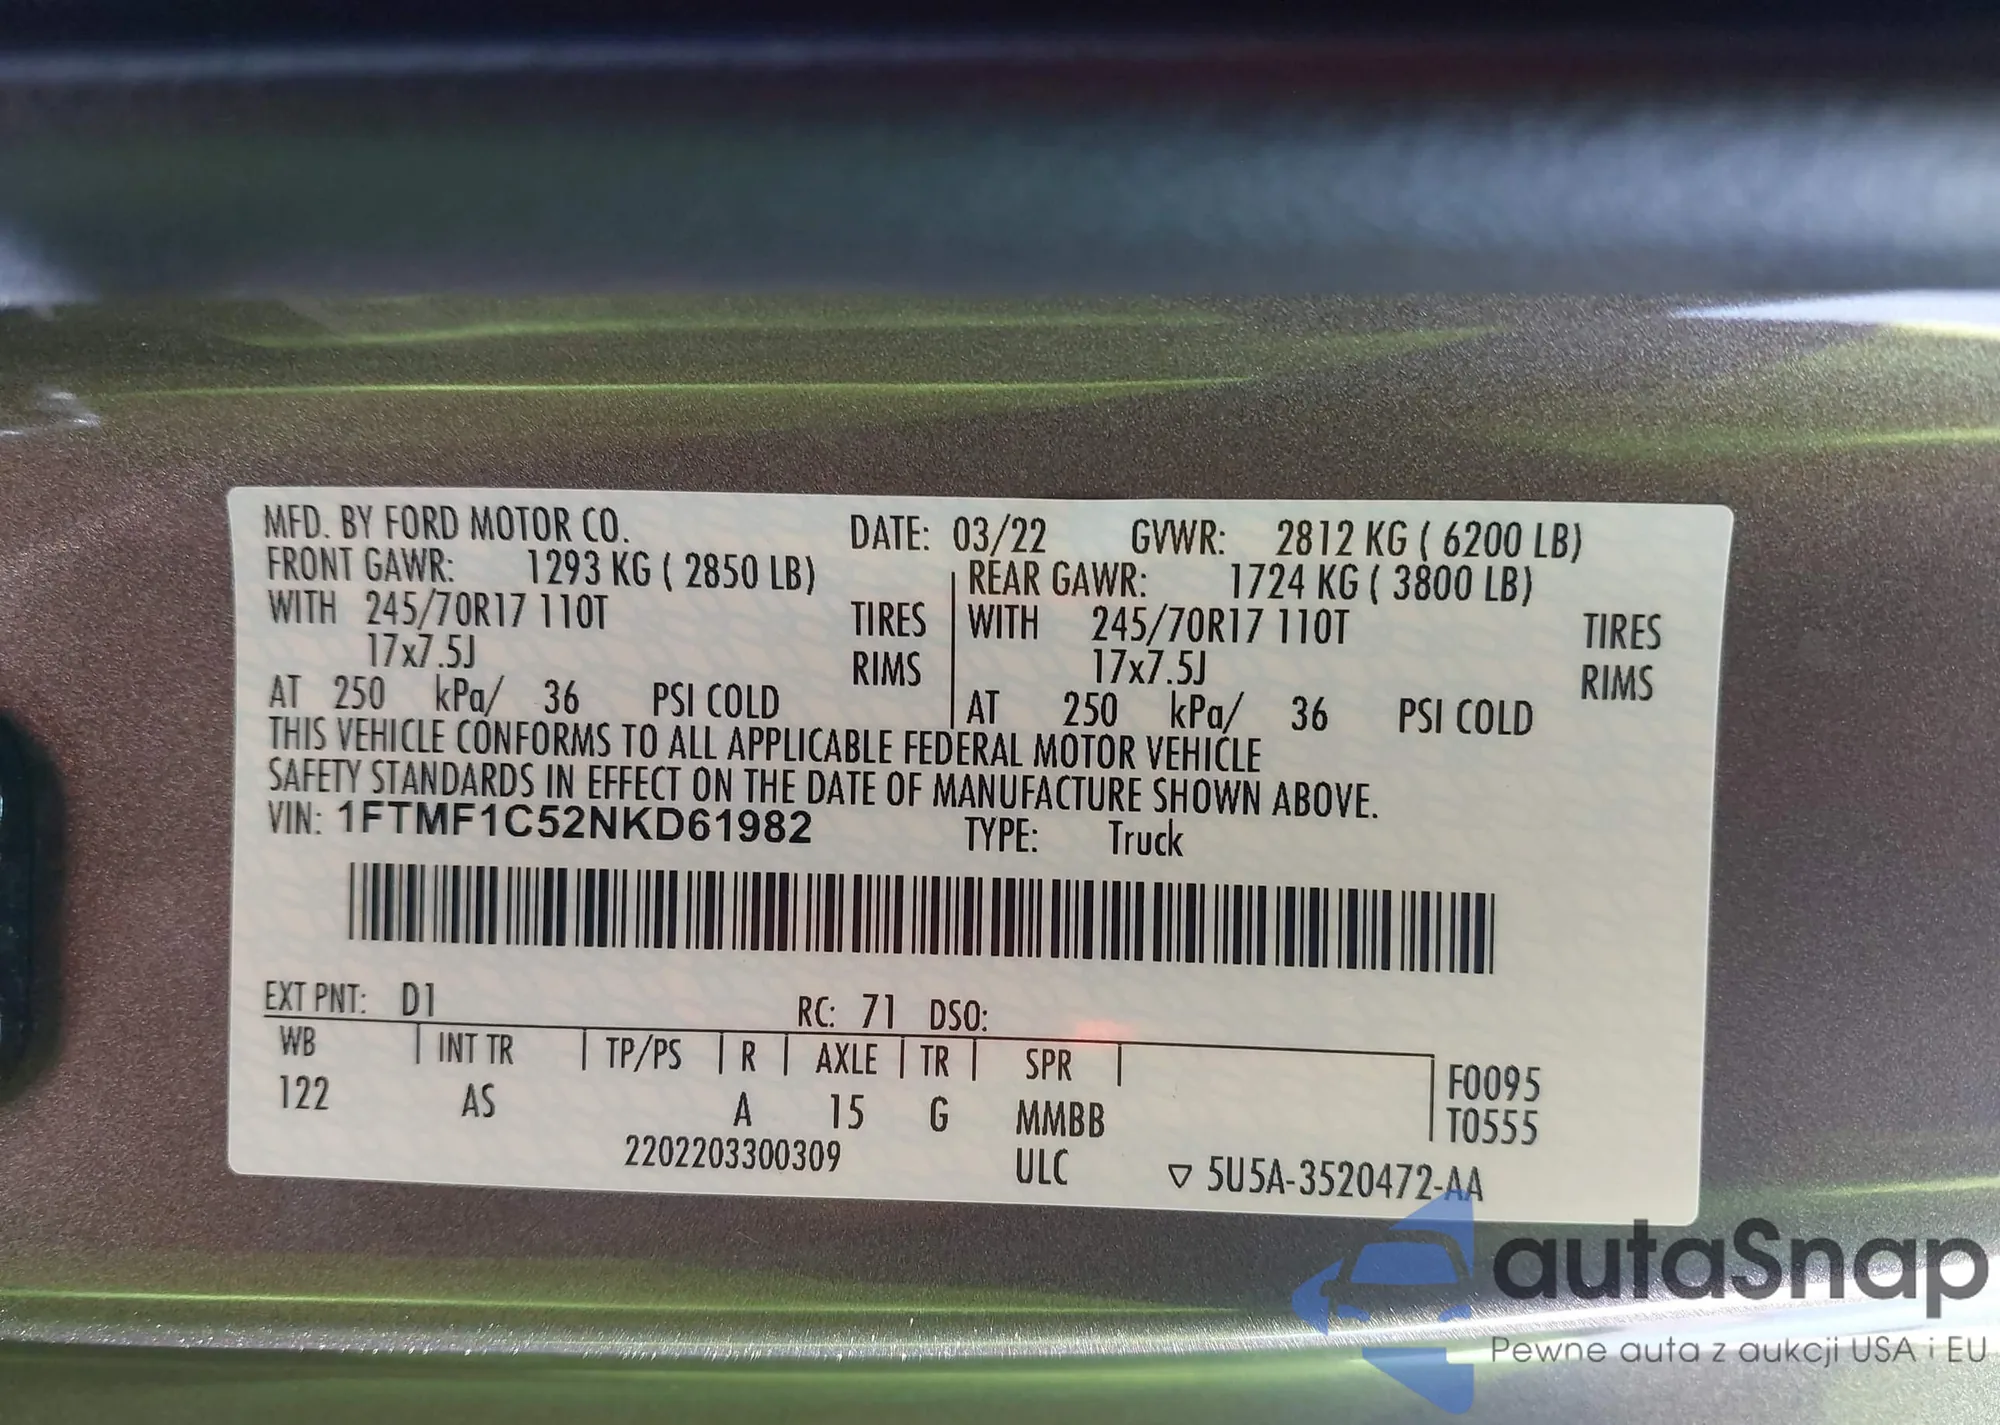 MFD. BY FORD MOTOR CO. DATE: 03/22 GVWR: 2812 KG ( 6200 LB)
FRONT GAWR: 1293 KG ( 2850 LB) REAR GAWR: 1724 KG ( 3800 LB)
WITH 245/70R17 110T TIRES WITH 245/70R17 110T TIRES
17x7.5J RIMS 17x7.5J RIMS
AT 250 kPa/ 36 PSI COLD AT 250 kPa/ 36 PSI COLD
THIS VEHICLE CONFORMS TO ALL APPLICABLE FEDERAL MOTOR VEHICLE
SAFETY STANDARDS IN EFFECT ON THE DATE OF MANUFACTURE SHOWN ABOVE.
VIN: 1FTMF1C52NKD61982 TYPE: Truck
EXT PNT: D1 RC: 71 DSO:
WB INT TR TP/PS R AXLE TR SPR F0095
122 AS A 15 G MMBB T0555
2202203300309 ULC ▽ 5U5A-3520472-AA
autaSnap
Pewne auta z aukcji USA i EU